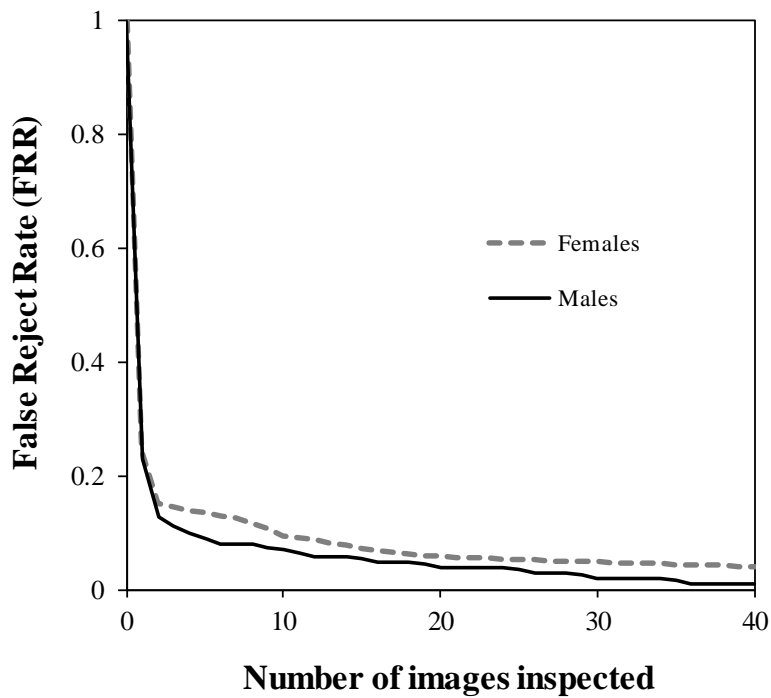 1
0.8
0.6
0.4
0.2
0
False Reject Rate (FRR)
Females
Males
0 10 20 30 40
Number of images inspected